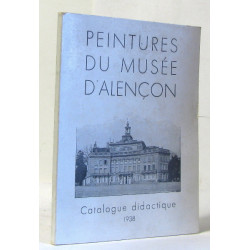 PEINTURES
DU MUSÉE
D'ALENÇON
Catalogue didactique
1938